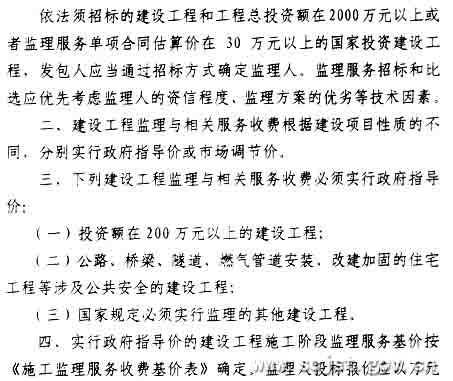 依法须招标的建设工程和工程总投资额在2000万元以上或
者监理服务单项合同估算价在 30 万元以上的国家投资建设工
程，发包人应当通过招标方式确定监理人。监理服务招标和比
选应优先考虑监理人的资信程度、监理方案的优劣等技术因素。
二、建设工程监理与相关服务收费根据建设项目性质的不
同，分别实行政府指导价或市场调节价。
三、下列建设工程监理与相关服务收费必须实行政府指导
价：
（一）投资额在200万元以上的建设工程；
（二）公路、桥梁、隧道、燃气管道安装、改建加固的住宅
工程等涉及公共安全的建设工程；
（三）国家规定必须实行监理的其他建设工程。
四、实行政府指导价的建设工程施工阶段监理服务基价按
《施工监理服务收费基价表》确定。监理人投标报价应以万元